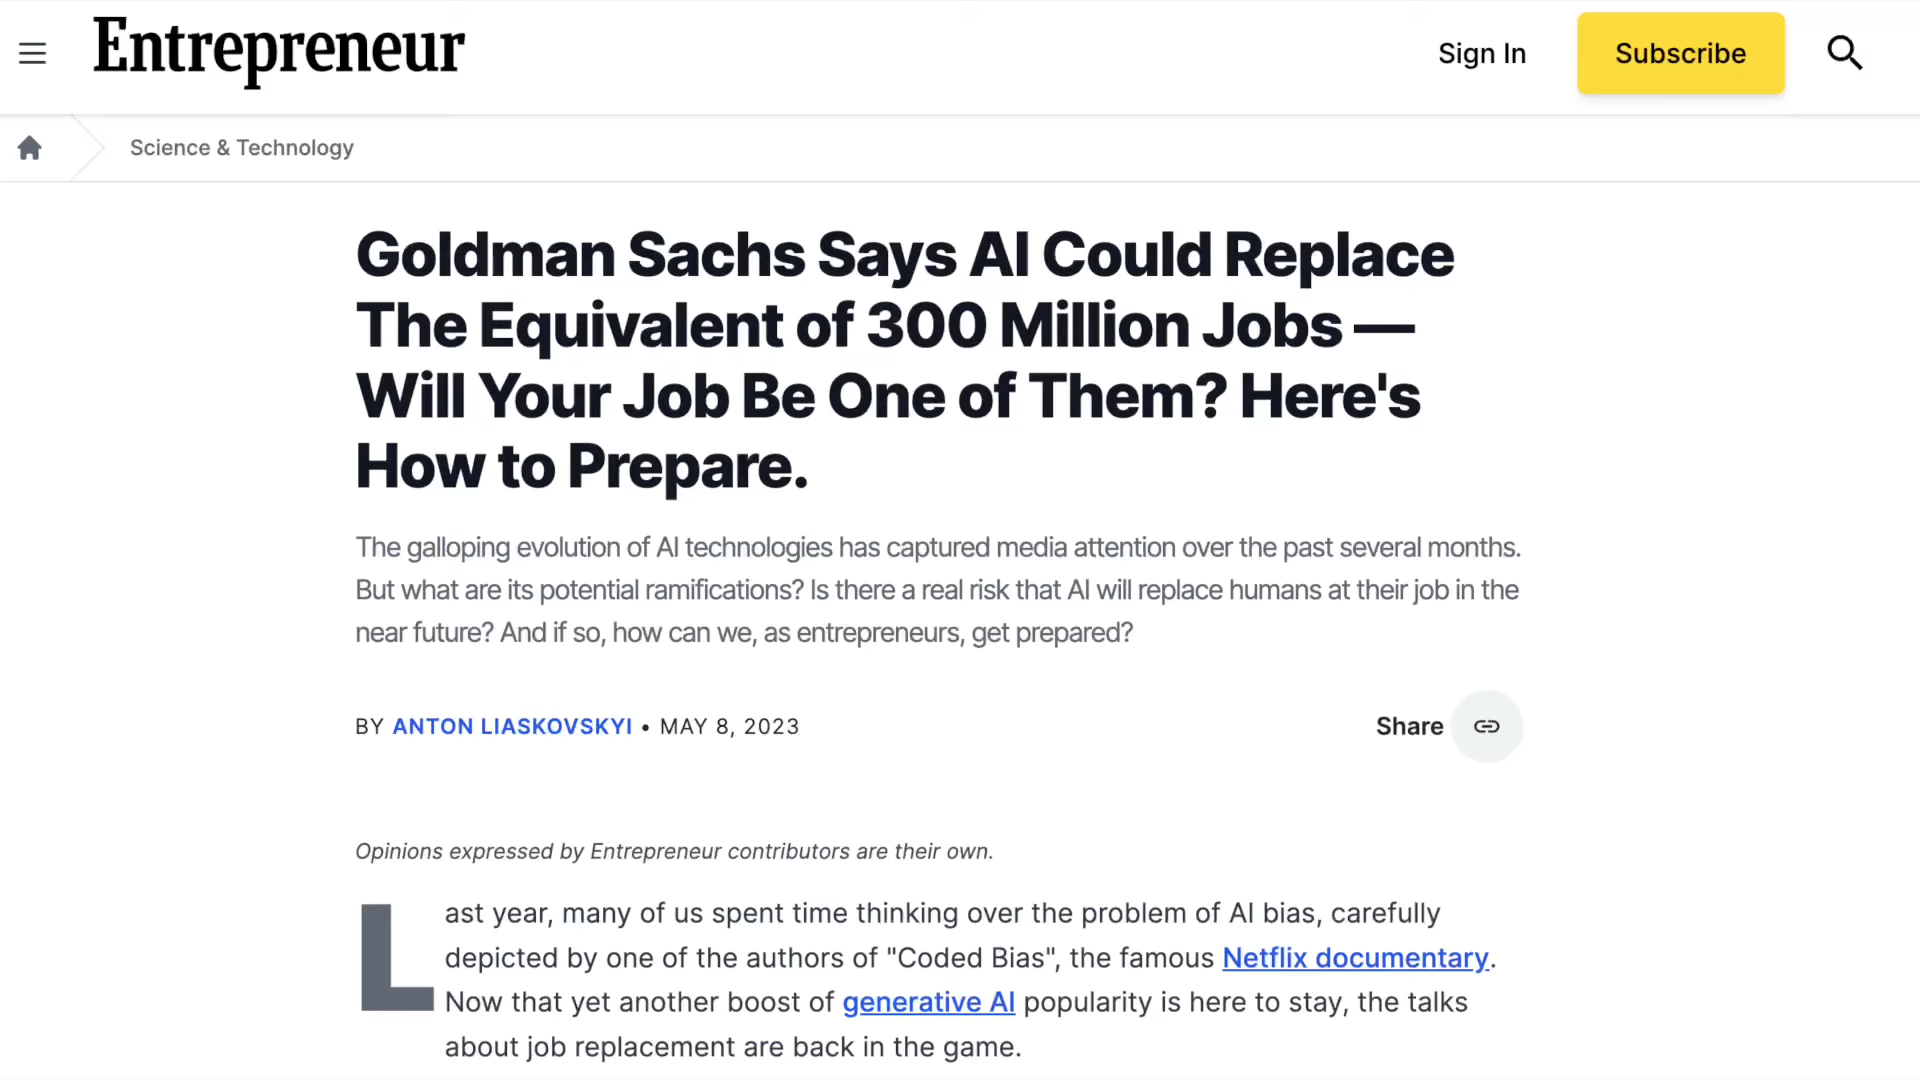 Entrepreneur
Sign In
Subscribe
Science & Technology
Goldman Sachs Says AI Could Replace
The Equivalent of 300 Million Jobs —
Will Your Job Be One of Them? Here's
How to Prepare.
The galloping evolution of AI technologies has captured media attention over the past several months.
But what are its potential ramifications? Is there a real risk that AI will replace humans at their job in the
near future? And if so, how can we, as entrepreneurs, get prepared?
BY ANTON LIASKOVSKYI • MAY 8, 2023
Share
Opinions expressed by Entrepreneur contributors are their own.
Last year, many of us spent time thinking over the problem of AI bias, carefully
depicted by one of the authors of "Coded Bias", the famous Netflix documentary.
Now that yet another boost of generative AI popularity is here to stay, the talks
about job replacement are back in the game.